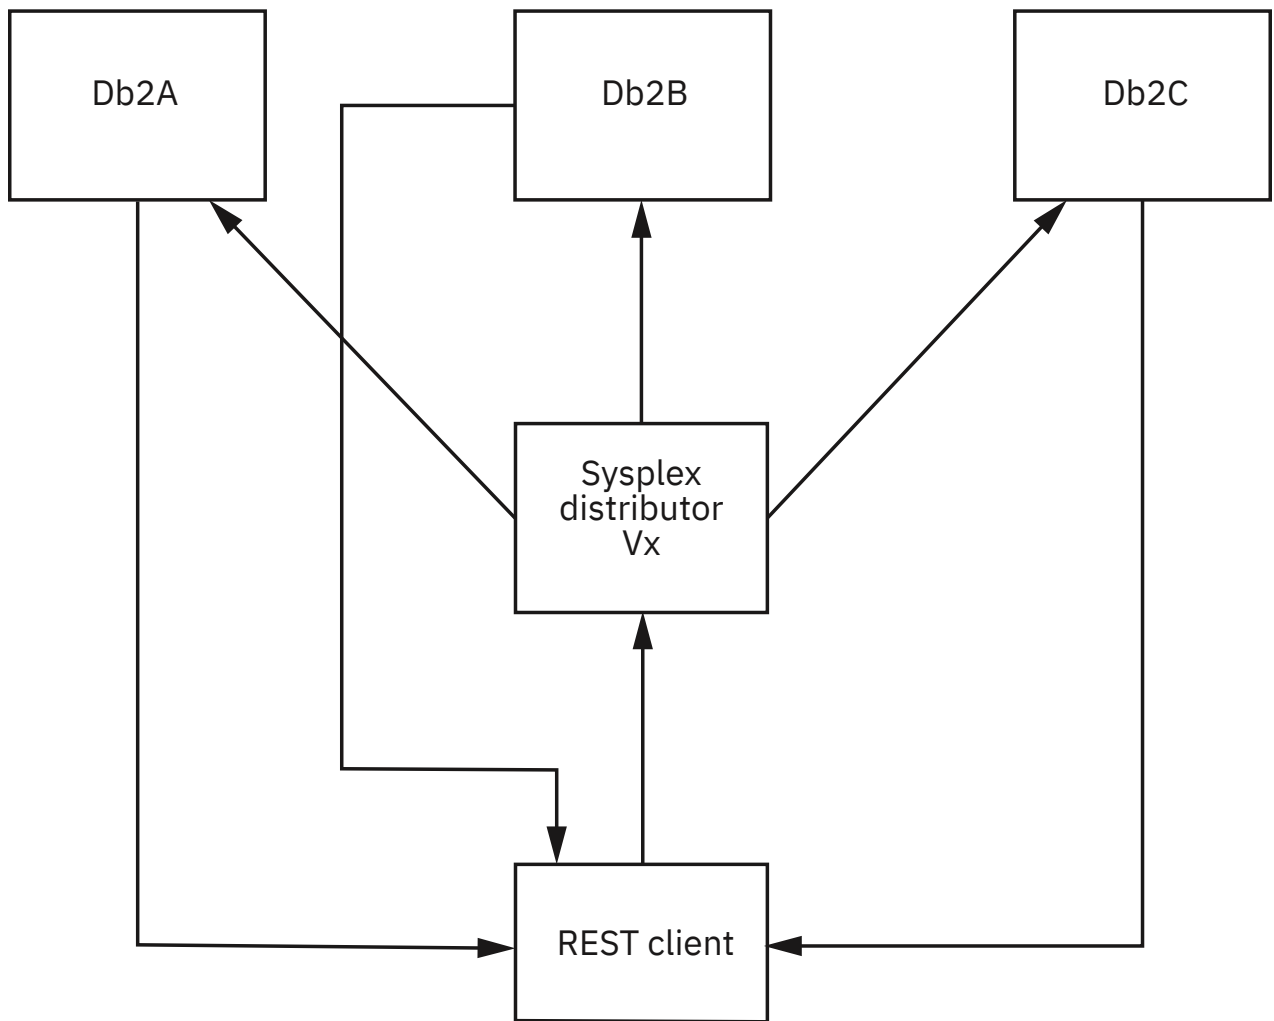 Db2A
Db2B
Db2C
Sysplex
distributor
Vx
REST client